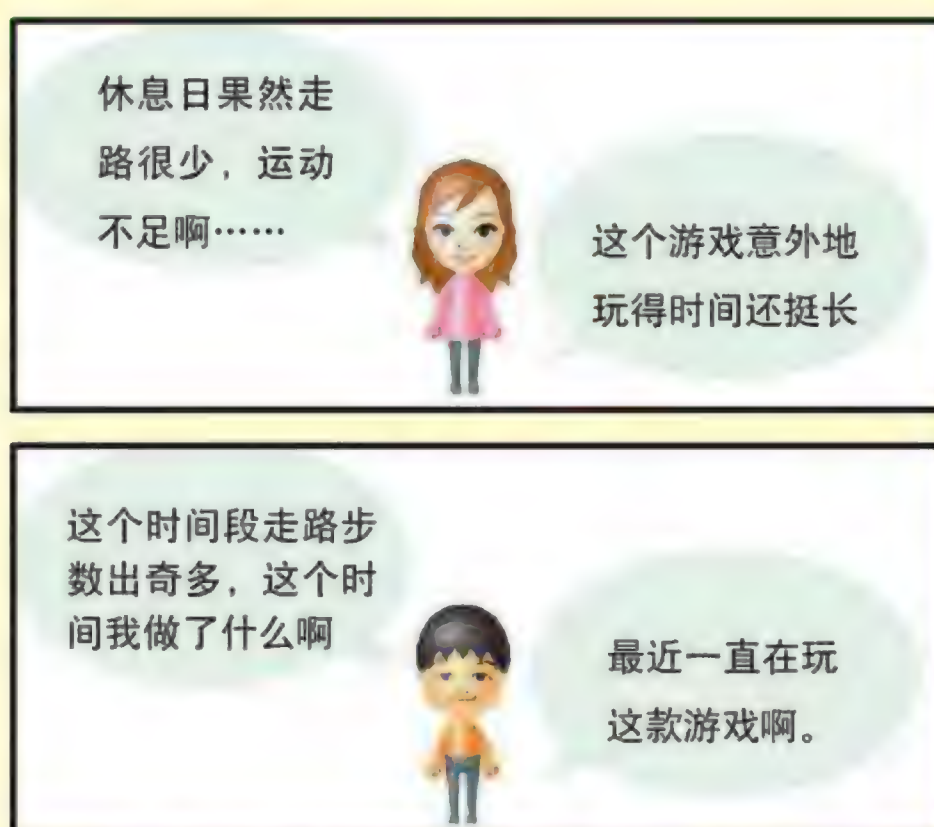 休息日果然走
路很少，运动
不足啊……
这个游戏意外地
玩得时间还挺长
这个时间段走路步
数出奇多，这个时
间我做了什么啊
最近一直在玩
这款游戏啊。